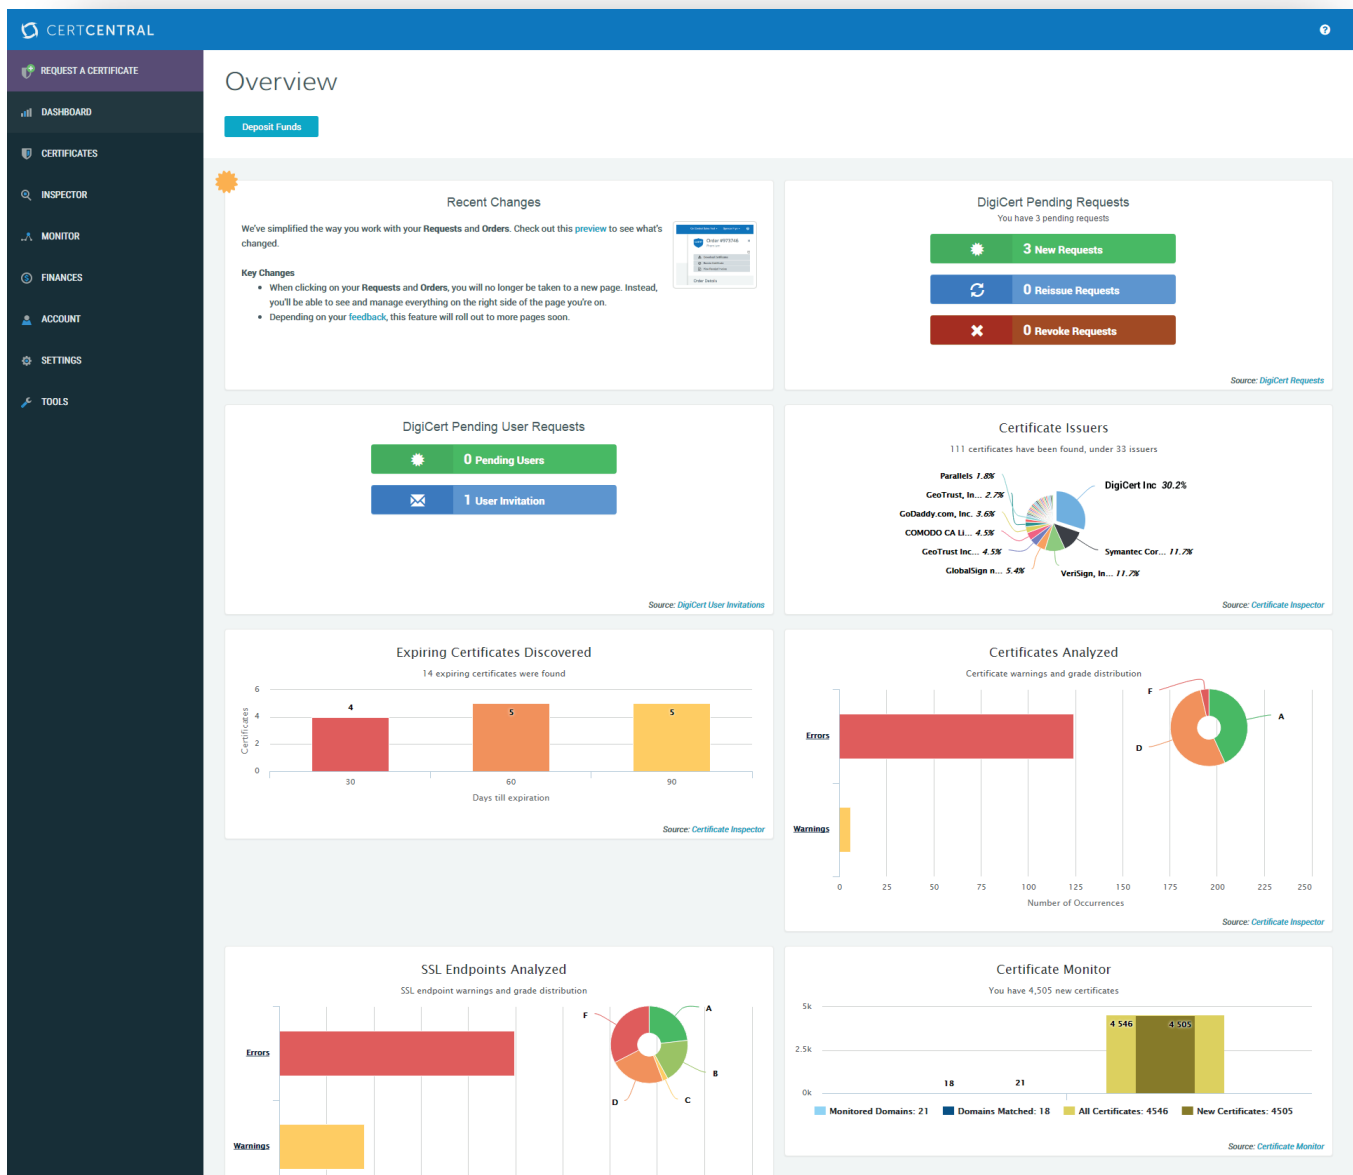 CERTCENTRAL
REQUEST A CERTIFICATE
DASHBOARD
CERTIFICATES
INSPECTOR
MONITOR
FINANCES
ACCOUNT
SETTINGS
TOOLS
Overview
Deposit Funds
Recent Changes
We've simplified the way you work with your Requests and Orders. Check out this preview to see what's
changed.
Key Changes
• When clicking on your Requests and Orders, you will no longer be taken to a new page. Instead,
you'll be able to see and manage everything on the right side of the page you're on.
• Depending on your feedback, this feature will roll out to more pages soon.
Order #973746
Order Details
DigiCert Pending Requests
You have 3 pending requests
3 New Requests
0 Reissue Requests
0 Revoke Requests
Source: DigiCert Requests
DigiCert Pending User Requests
0 Pending Users
1 User Invitation
Source: DigiCert User Invitations
Certificate Issuers
111 certificates have been found, under 33 issuers
Parallels 1.8%
GeoTrust, In... 2.7%
GoDaddy.com, Inc. 3.6%
COMODO CA Li... 4.5%
GeoTrust Inc... 4.5%
GlobalSign n... 5.4%
DigiCert Inc 30.2%
Symantec Cor... 11.7%
VeriSign, In... 11.7%
Source: Certificate Inspector
Expiring Certificates Discovered
14 expiring certificates were found
Certificates
6
4
2
0
4
5
5
30
60
90
Days till expiration
Source: Certificate Inspector
Certificates Analyzed
Certificate warnings and grade distribution
F
A
D
Errors
Warnings
0 25 50 75 100 125 150 175 200 225 250
Number of Occurrences
Source: Certificate Inspector
SSL Endpoints Analyzed
SSL endpoint warnings and grade distribution
F
A
B
C
D
Errors
Warnings
Certificate Monitor
You have 4,505 new certificates
5k
2.5k
0k
18
21
4 546
4 505
Monitored Domains: 21 Domains Matched: 18 All Certificates: 4546 New Certificates: 4505
Source: Certificate Monitor